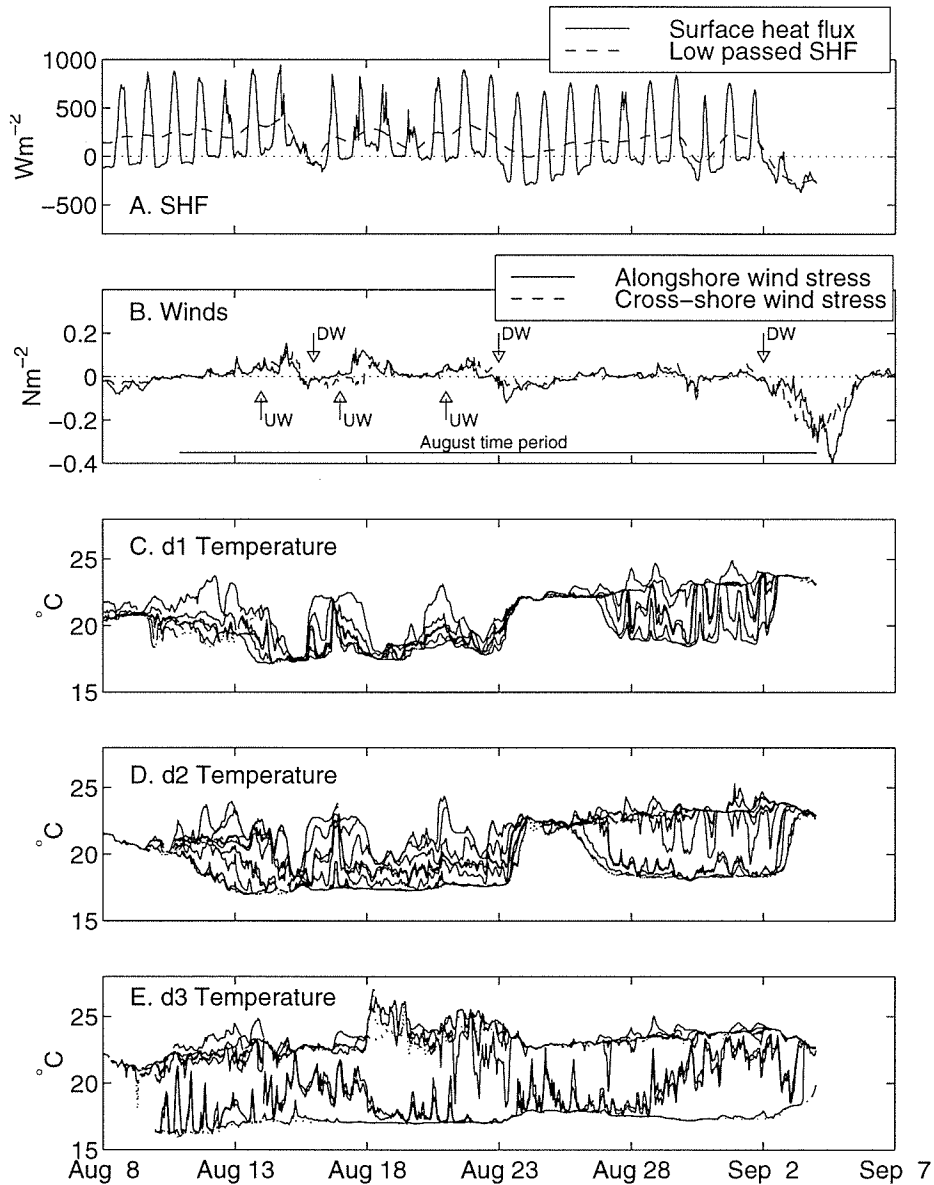 Surface heat flux
Low passed SHF
1000
500
0
−500
Wm−2
A. SHF
Alongshore wind stress
Cross−shore wind stress
B. Winds
DW
DW
DW
0.2
0
−0.2
−0.4
Nm−2
UW
UW
UW
August time period
C. d1 Temperature
25
20
15
°C
D. d2 Temperature
25
20
15
°C
E. d3 Temperature
25
20
15
°C
Aug 8 Aug 13 Aug 18 Aug 23 Aug 28 Sep 2 Sep 7